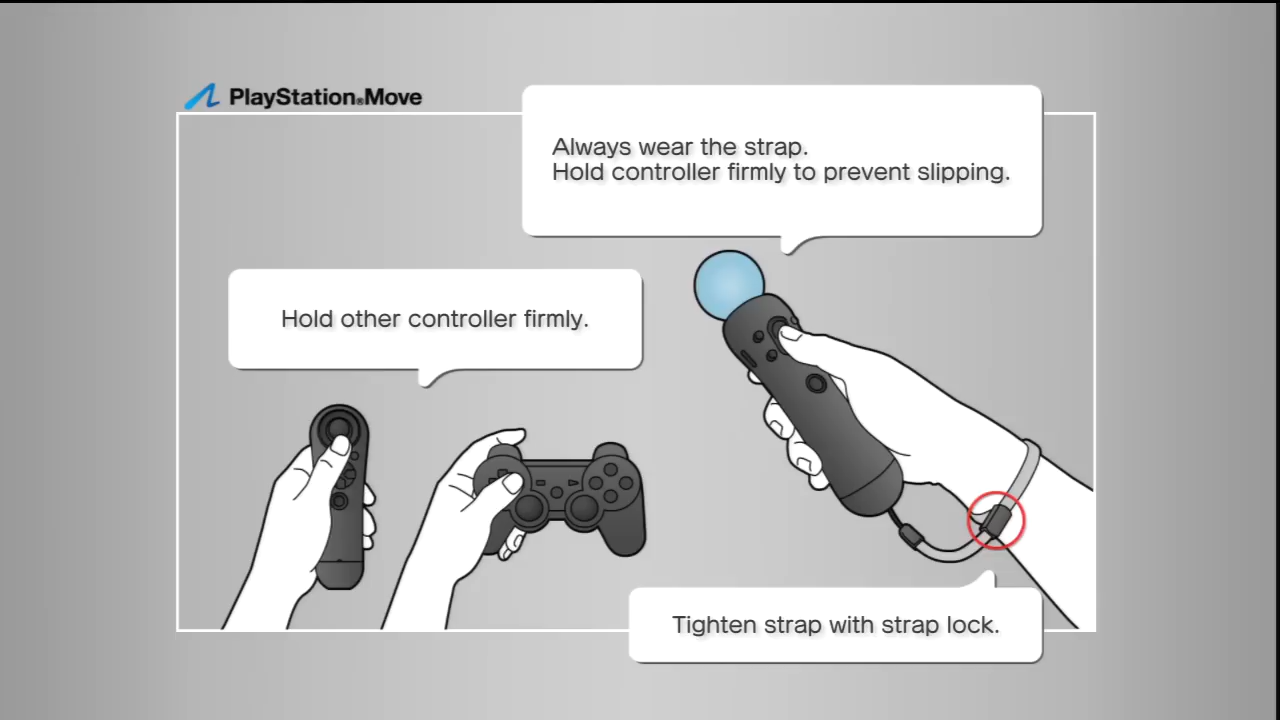 PlayStation®Move
Always wear the strap.
Hold controller firmly to prevent slipping.
Hold other controller firmly.
Tighten strap with strap lock.